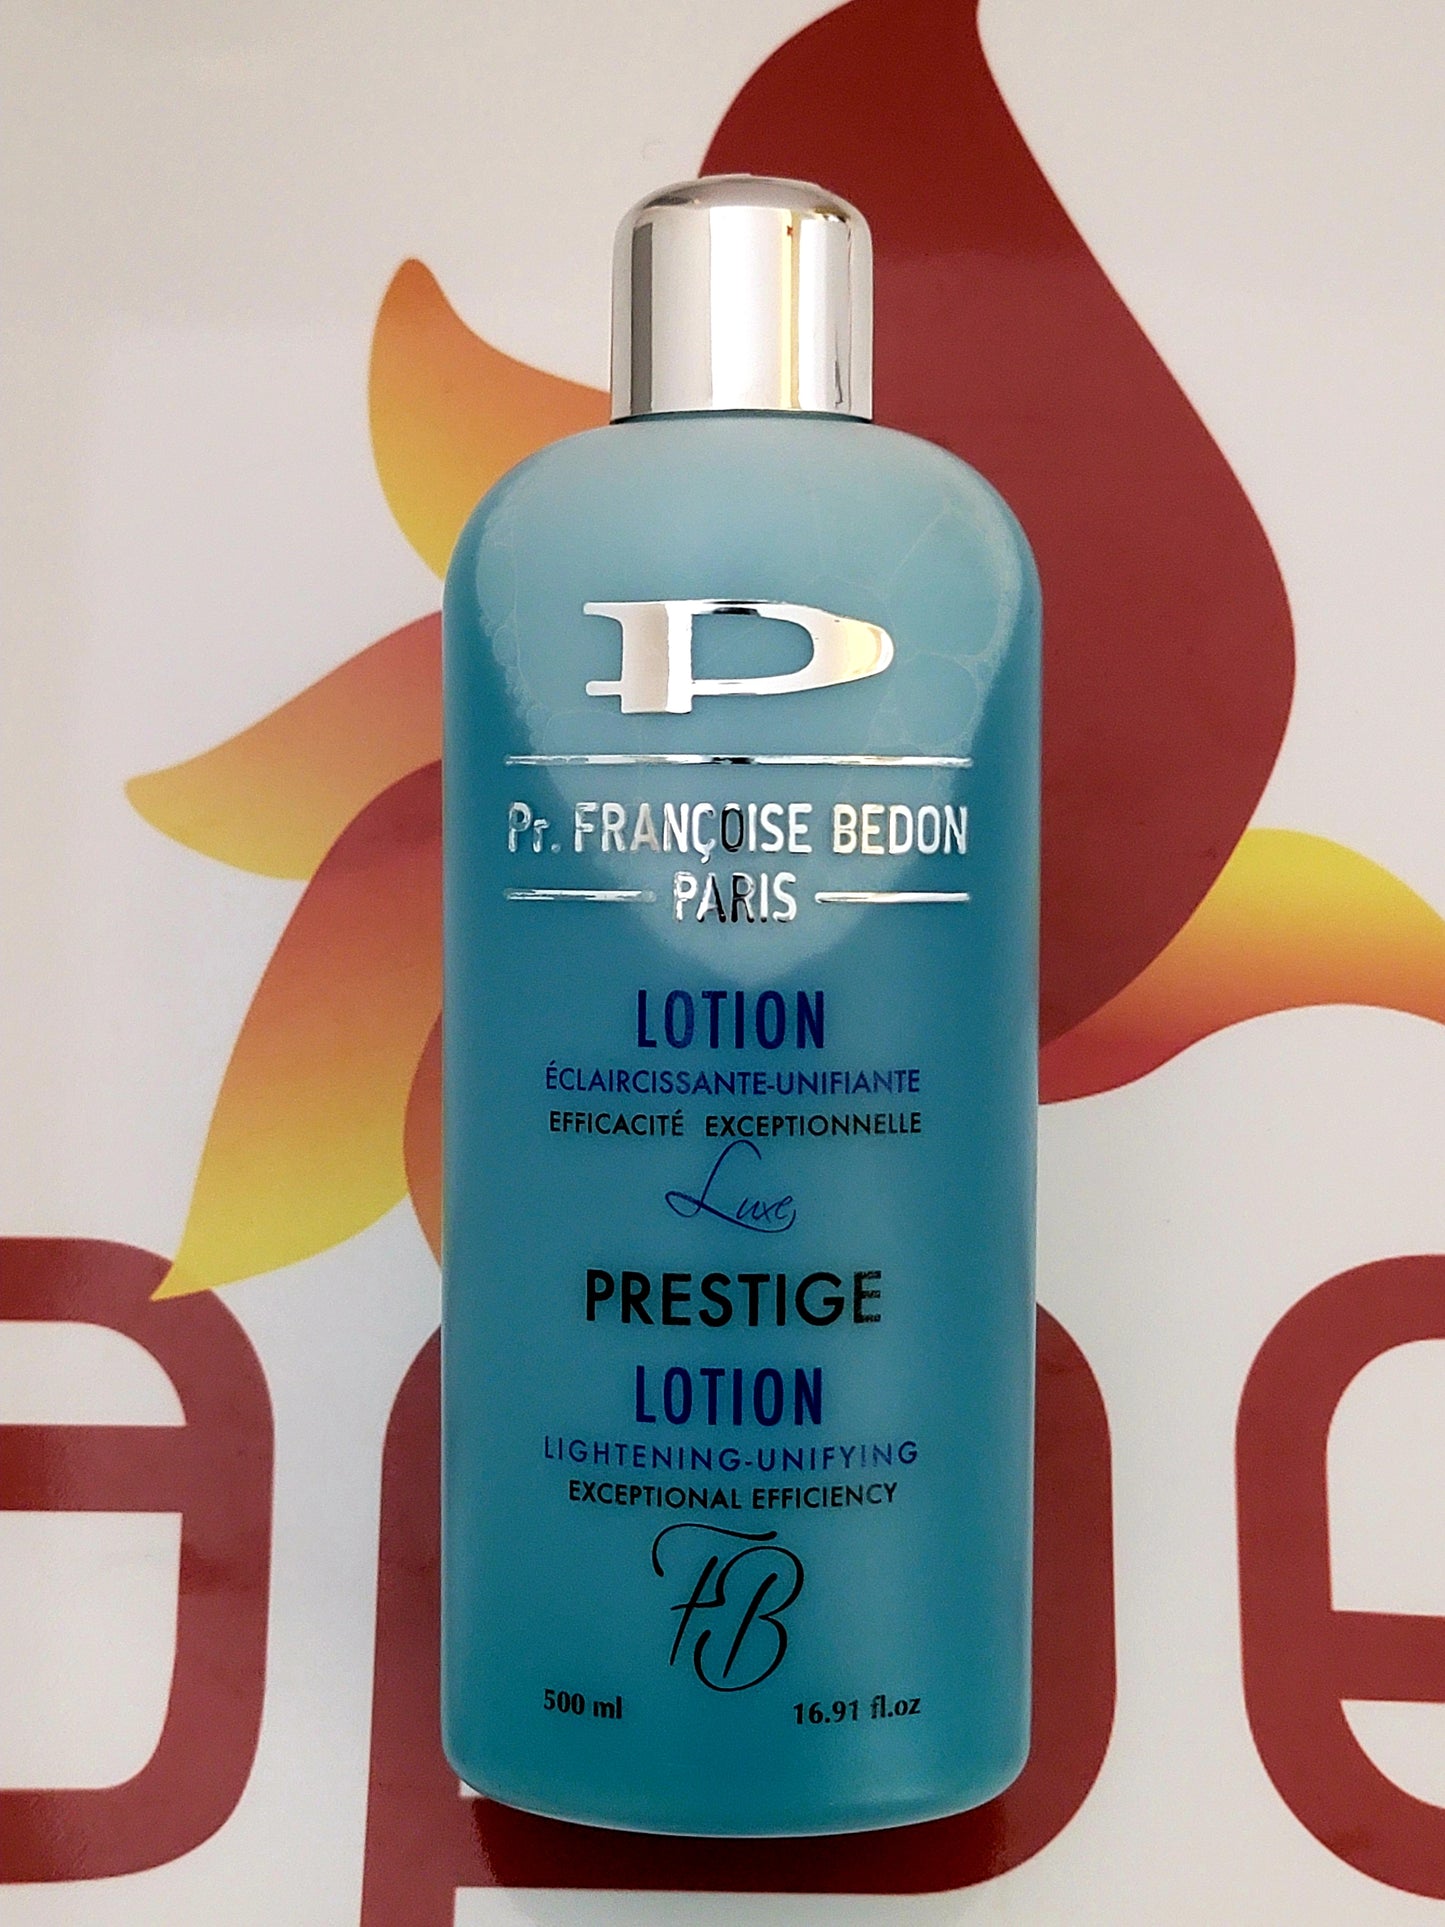 P
Pr. FRANÇOISE BEDON
PARIS
LOTION
ÉCLAIRCISSANTE-UNIFIANTE
EFFICACITÉ EXCEPTIONNELLE
Luxe
PRESTIGE
LOTION
LIGHTENING-UNIFYING
EXCEPTIONAL EFFICIENCY
FB
500 ml 16.91 fl.oz